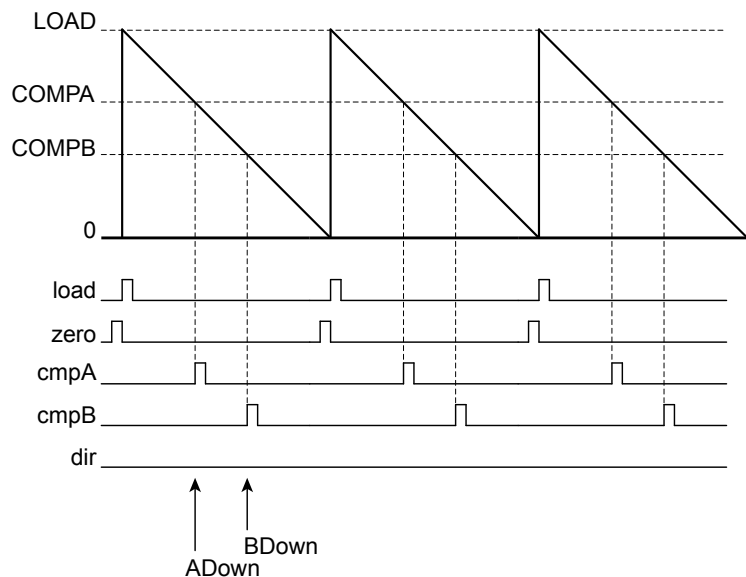 LOAD
COMPA
COMPB
0
load
zero
cmpA
cmpB
dir
BDown
ADown